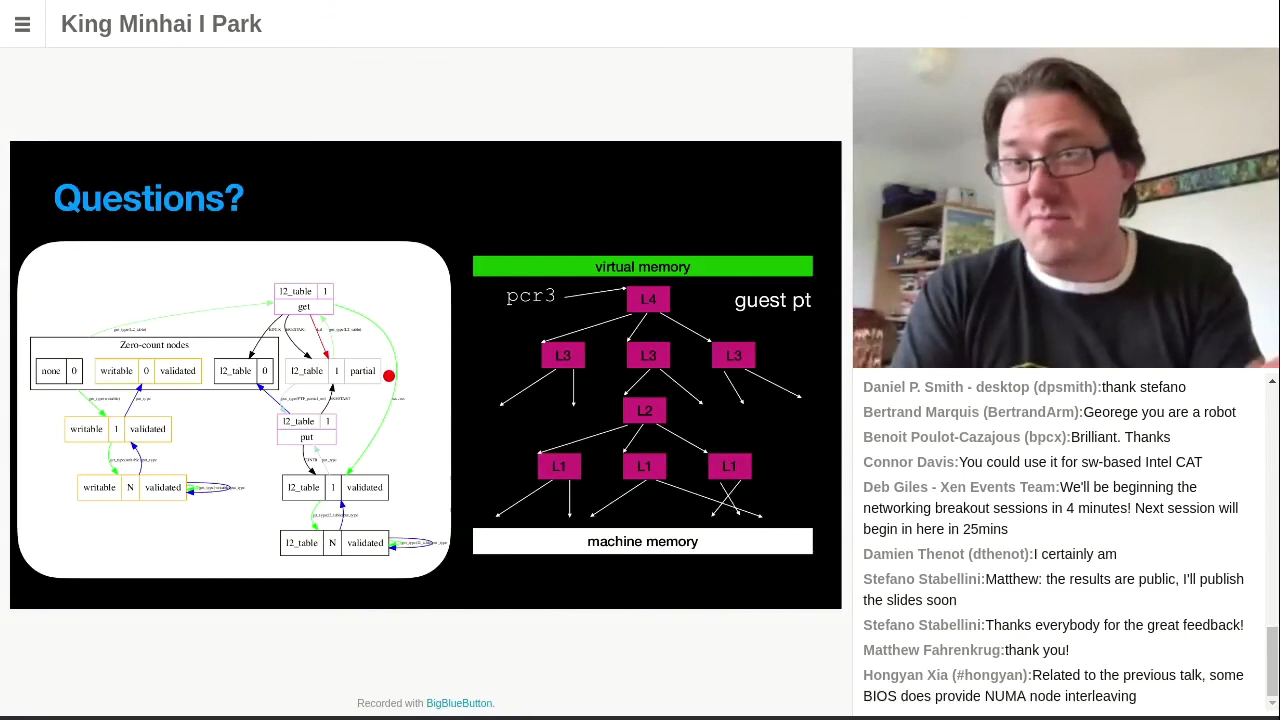 King Minhai I Park
Questions?
l2_table 1
get
Zero-count nodes
none 0
writable 0 validated
l2_table 0
l2_table 1 partial
l2_table 1
put
writable 1 validated
writable N validated
l2_table 1 validated
l2_table N validated
virtual memory
pcr3
L4
guest pt
L3 L3 L3
L2
L1 L1 L1
machine memory
Recorded with BigBlueButton.
Daniel P. Smith - desktop (dpsmith):thank stefano
Bertrand Marquis (BertrandArm):Georege you are a robot
Benoit Poulot-Cazajous (bpcx):Brilliant. Thanks
Connor Davis:You could use it for sw-based Intel CAT
Deb Giles - Xen Events Team:We'll be beginning the
networking breakout sessions in 4 minutes! Next session will
begin in here in 25mins
Damien Thenot (dthenot):I certainly am
Stefano Stabellini:Matthew: the results are public, I'll publish
the slides soon
Stefano Stabellini:Thanks everybody for the great feedback!
Matthew Fahrenkrug:thank you!
Hongyan Xia (#hongyan):Related to the previous talk, some
BIOS does provide NUMA node interleaving